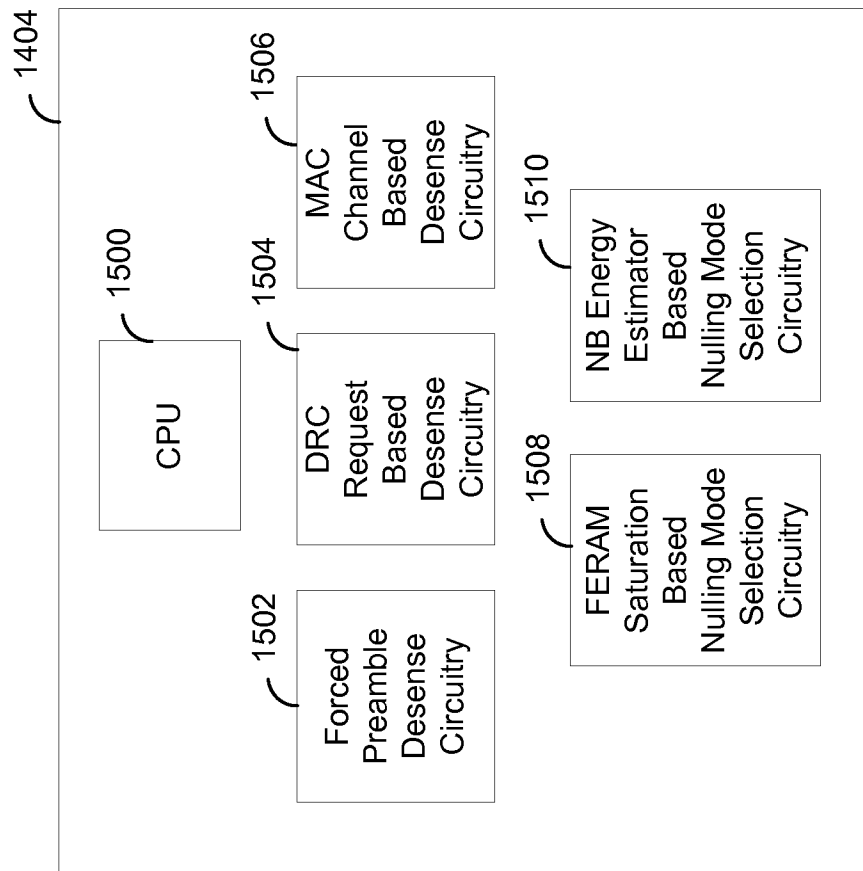 1404
1500
CPU
1502
Forced
Preamble
Desense
Circuitry
1504
DRC
Request
Based
Desense
Circuitry
1506
MAC
Channel
Based
Desense
Circuitry
1508
FERAM
Saturation
Based
Nulling Mode
Selection
Circuitry
1510
NB Energy
Estimator
Based
Nulling Mode
Selection
Circuitry